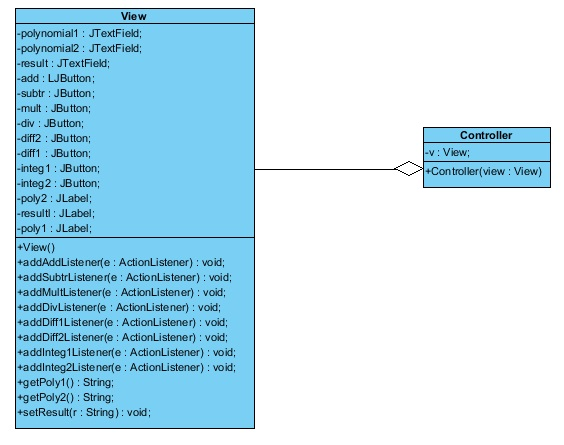 View
-polynomial1 : JTextField;
-polynomial2 : JTextField;
-result : JTextField;
-add : LJButton;
-subtr : JButton;
-mult : JButton;
-div : JButton;
-diff2 : JButton;
-diff1 : JButton;
-integ1 : JButton;
-integ2 : JButton;
-poly2 : JLabel;
-resultl : JLabel;
-poly1 : JLabel;
+View()
+addAddListener(e : ActionListener) : void;
+addSubtrListener(e : ActionListener) : void;
+addMultListener(e : ActionListener) : void;
+addDivListener(e : ActionListener) : void;
+addDiff1Listener(e : ActionListener) : void;
+addDiff2Listener(e : ActionListener) : void;
+addInteg1Listener(e : ActionListener) : void;
+addInteg2Listener(e : ActionListener) : void;
+getPoly1() : String;
+getPoly2() : String;
+setResult(r : String) : void;
Controller
-v : View;
+Controller(view : View)